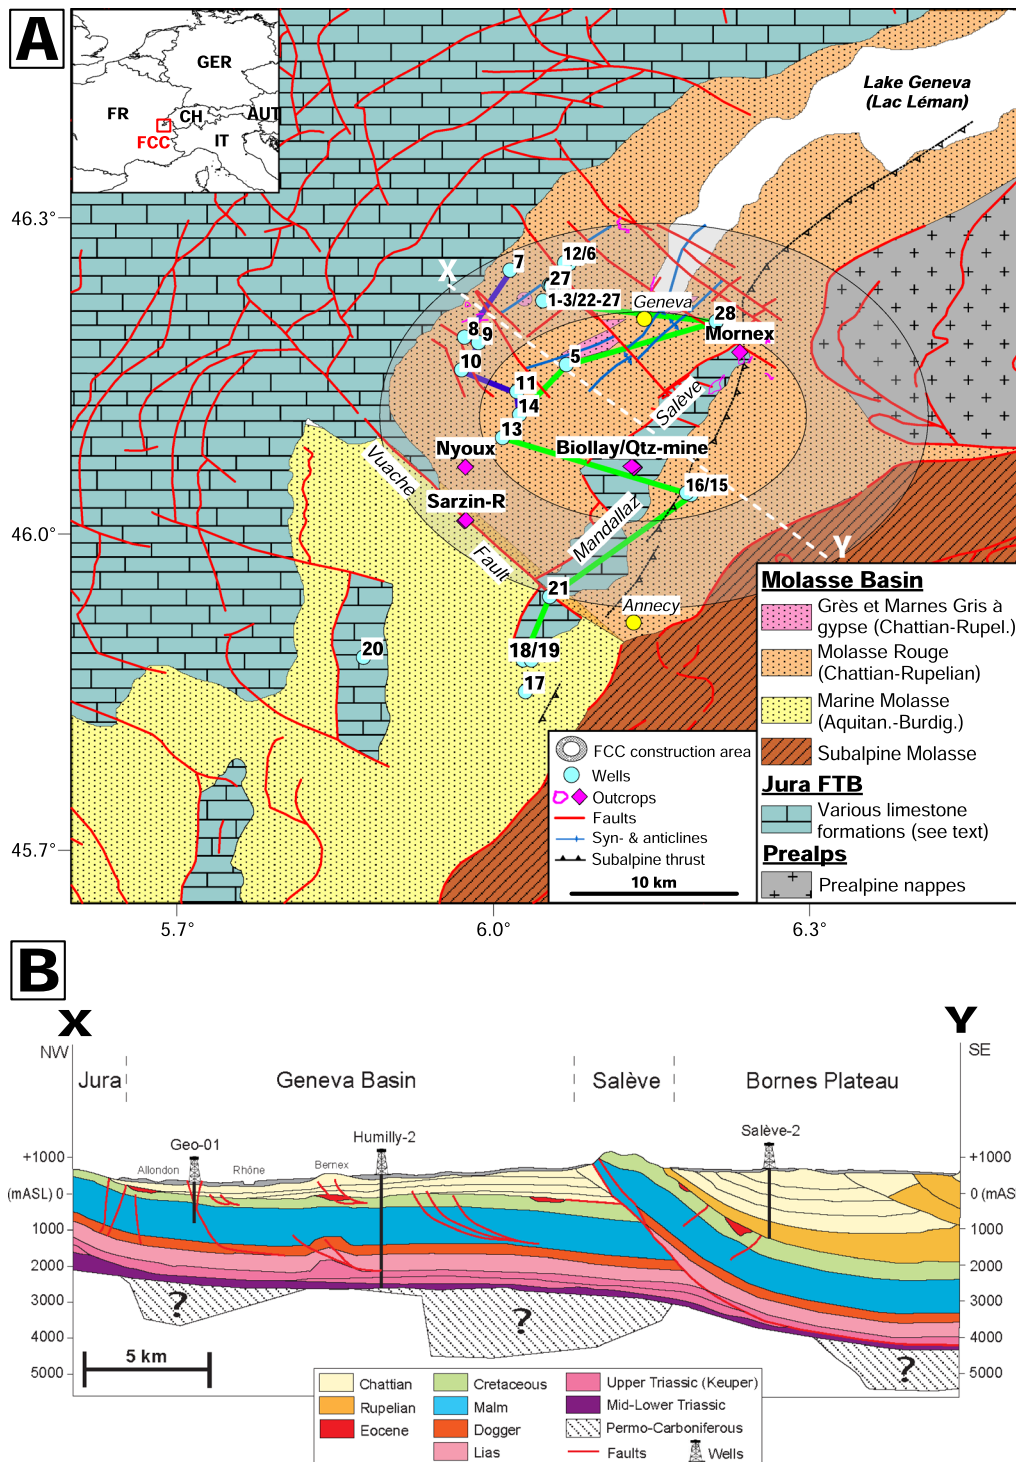 A
GER
FR
CH
AUT
FCC
IT
Lake Geneva
(Lac Léman)
46.3°
46.0°
45.7°
X
7
12/6
27
1-3/22-27
Geneva
28
Mornex
8
9
5
10
11
14
Salève
13
Nyoux
Biollay/Qtz-mine
Vuache
16/15
Sarzin-R
Mandallaz
Y
Fault
21
Annecy
20
18/19
17
Molasse Basin
Grès et Marnes Gris à
gypse (Chattian-Rupel.)
Molasse Rouge
(Chattian-Rupelian)
Marine Molasse
(Aquitan.-Burdig.)
Subalpine Molasse
Jura FTB
Various limestone
formations (see text)
Prealps
Prealpine nappes
FCC construction area
Wells
Outcrops
Faults
Syn- & anticlines
Subalpine thrust
10 km
5.7°
6.0°
6.3°
B
X
Y
NW
SE
Jura
Geneva Basin
Salève
Bornes Plateau
Geo-01
Humilly-2
Salève-2
Allondon
Rhône
Bernex
+1000
(mASL) 0
1000
2000
3000
4000
5000
+1000
0 (mAS
1000
2000
3000
4000
5000
?
?
?
5 km
Chattian
Rupelian
Eocene
Cretaceous
Malm
Dogger
Lias
Upper Triassic (Keuper)
Mid-Lower Triassic
Permo-Carboniferous
Faults
Wells